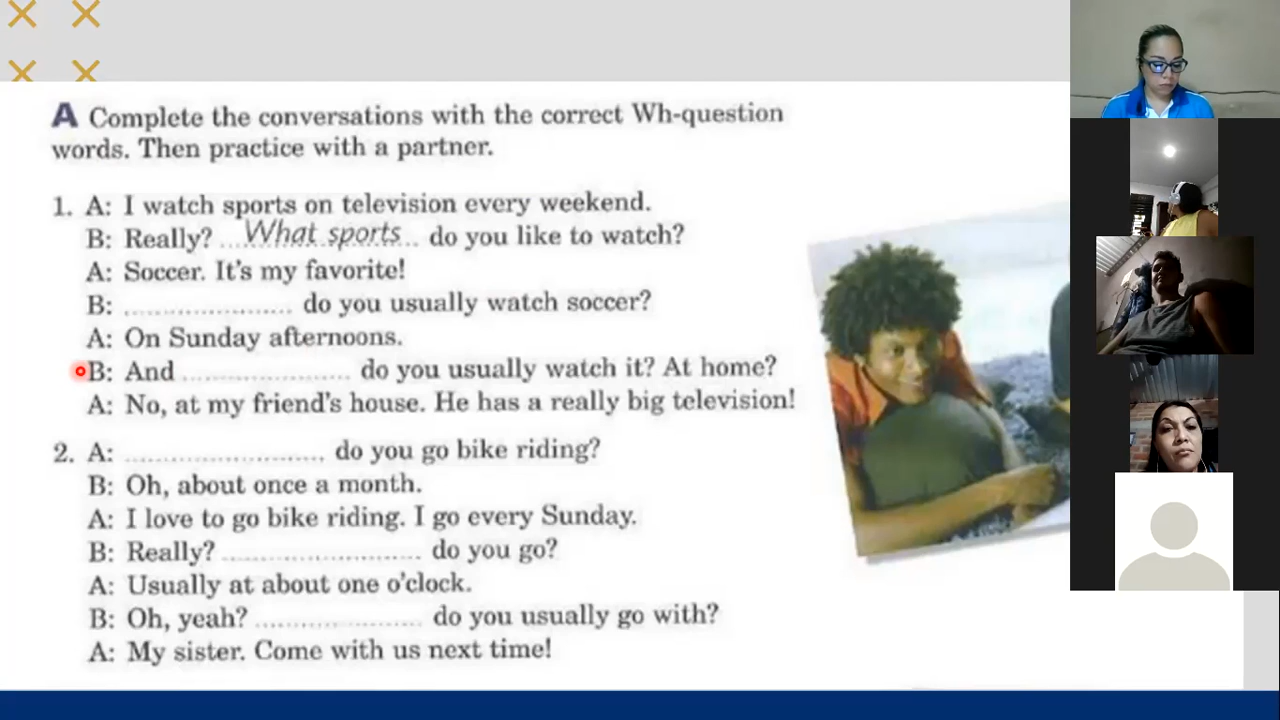 A Complete the conversations with the correct Wh-question
words. Then practice with a partner.
1. A: I watch sports on television every weekend.
B: Really? ...What sports... do you like to watch?
A: Soccer. It's my favorite!
B: ..................... do you usually watch soccer?
A: On Sunday afternoons.
B: And ..................... do you usually watch it? At home?
A: No, at my friend's house. He has a really big television!
2. A: ......................... do you go bike riding?
B: Oh, about once a month.
A: I love to go bike riding. I go every Sunday.
B: Really? ......................... do you go?
A: Usually at about one o'clock.
B: Oh, yeah? ..................... do you usually go with?
A: My sister. Come with us next time!